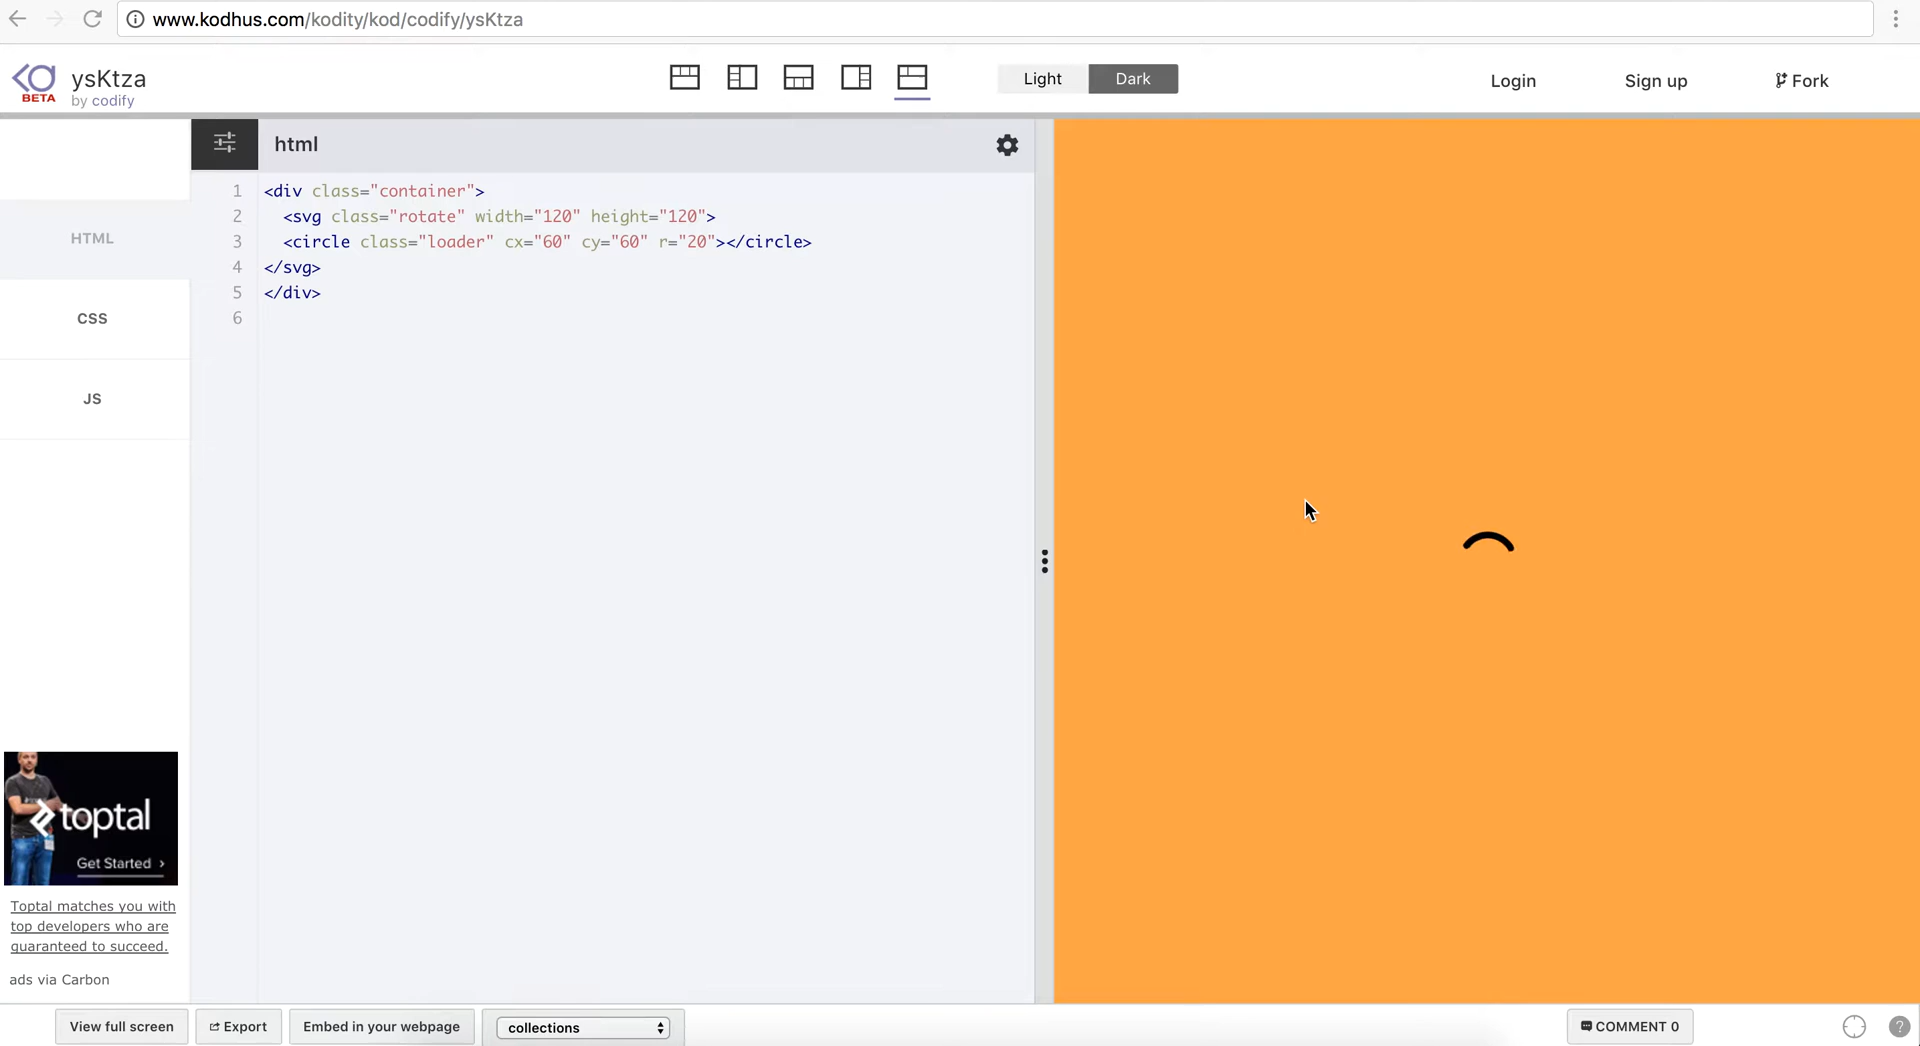 www.kodhus.com/kodity/kod/codify/ysKtza
BETA
ysKtza
by codify
Light
Dark
Login
Sign up
Fork
HTML
CSS
JS
html
1 <div class="container">
2 <svg class="rotate" width="120" height="120">
3 <circle class="loader" cx="60" cy="60" r="20"></circle>
4 </svg>
5 </div>
6
toptal
Get Started ›
Toptal matches you with
top developers who are
guaranteed to succeed.
ads via Carbon
View full screen
Export
Embed in your webpage
collections
COMMENT 0
?